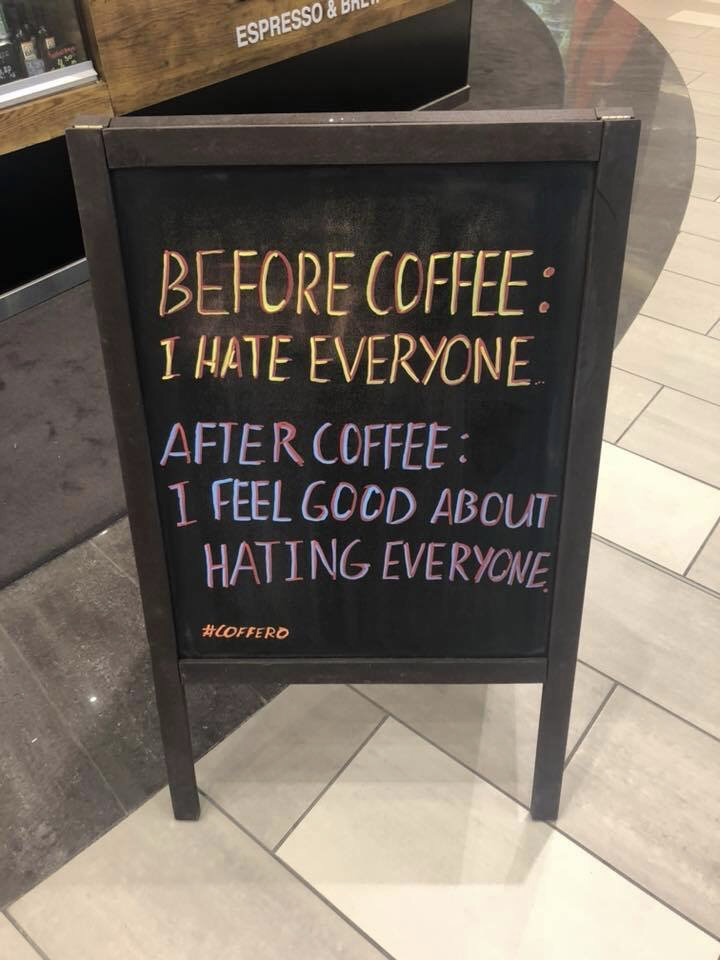 ESPRESSO &
BEFORE COFFEE:
I HATE EVERYONE..
AFTER COFFEE:
I FEEL GOOD ABOUT
HATING EVERYONE.
#COFFERO